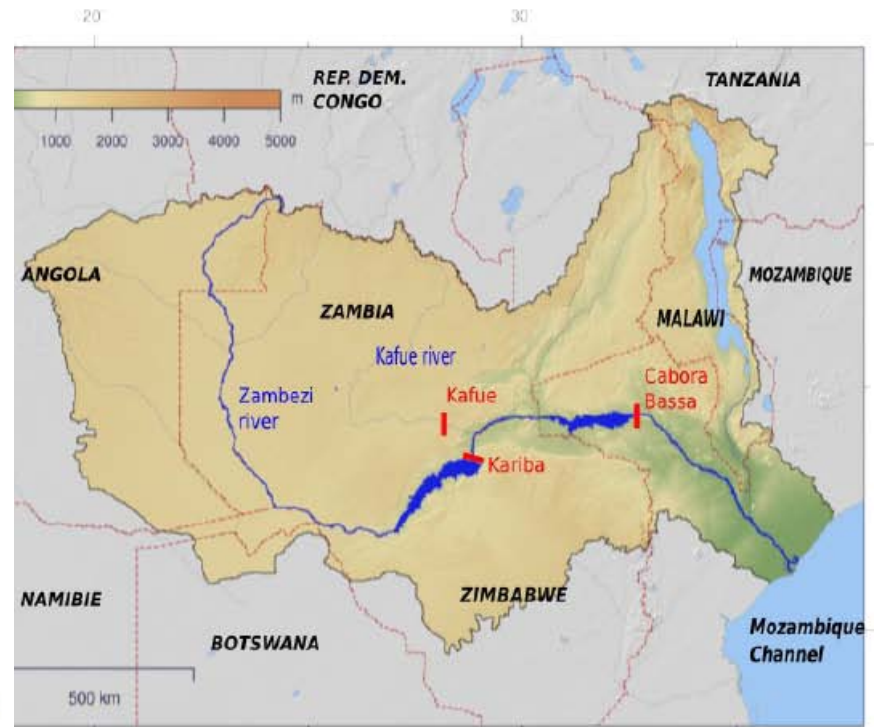 20
30
REP. DEM.
CONGO
TANZANIA
m
1000 2000 3000 4000 5000
ANGOLA
MOZAMBIQUE
ZAMBIA
MALAWI
Kafue river
Zambezi
river
Kafue
Cabora
Bassa
Kariba
NAMIBIE
ZIMBABWE
BOTSWANA
Mozambique
Channel
500 km